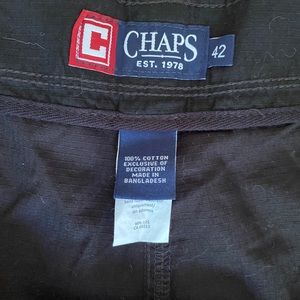 C
CHAPS
EST. 1978
42
100% COTTON
EXCLUSIVE OF
DECORATION
MADE IN
BANGLADESH